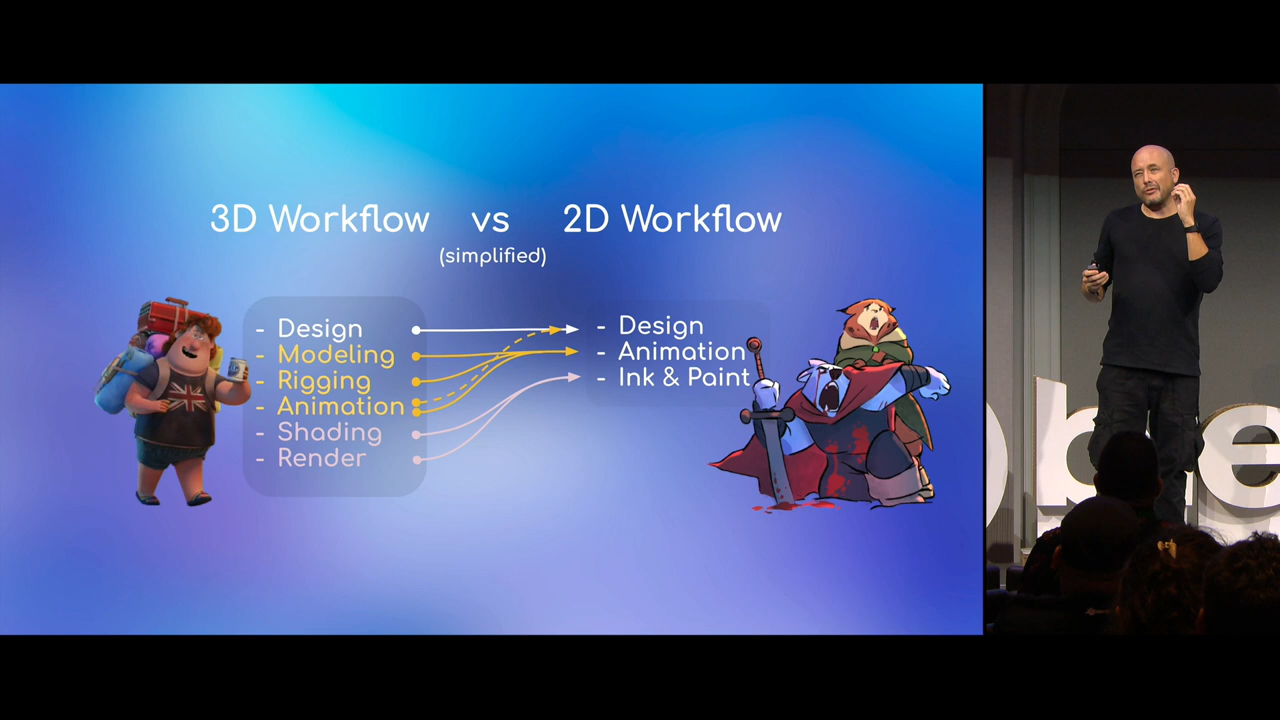 3D Workflow vs 2D Workflow
(simplified)
- Design
- Modeling
- Rigging
- Animation
- Shading
- Render
- Design
- Animation
- Ink & Paint